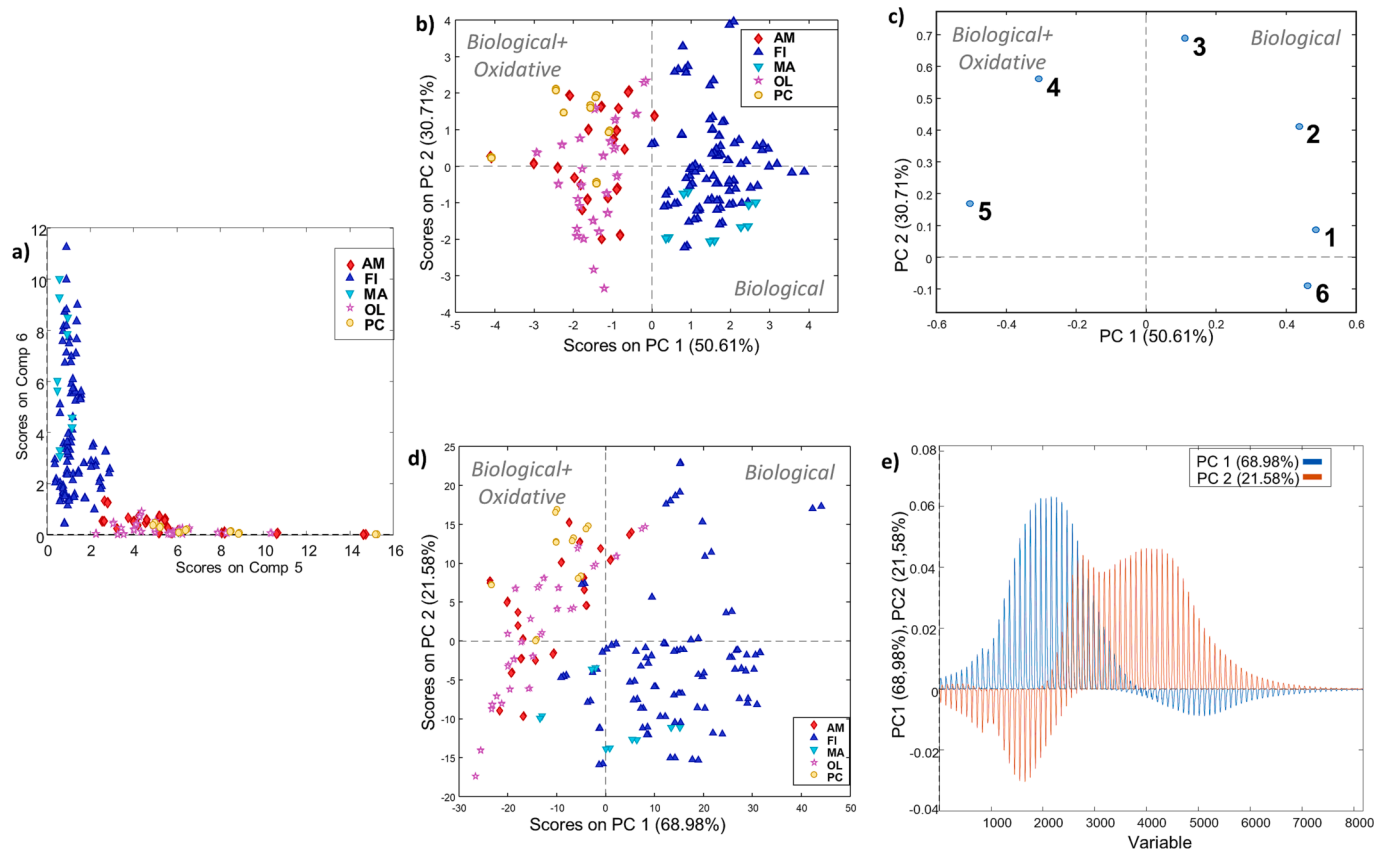 a)
12
10
8
6
4
2
0
Scores on Comp 6
AM
FI
MA
OL
PC
0 2 4 6 8 10 12 14 16
Scores on Comp 5
b)
Biological+
Oxidative
AM
FI
MA
OL
PC
4
3
2
1
0
-1
-2
-3
-4
Scores on PC 2 (30.71%)
Biological
-5 -4 -3 -2 -1 0 1 2 3 4
Scores on PC 1 (50.61%)
c)
Biological+
Oxidative
Biological
0.7
0.6
0.5
0.4
0.3
0.2
0.1
0
-0.1
PC 2 (30.71%)
3
4
2
5
1
6
-0.6 -0.4 -0.2 0 0.2 0.4 0.6
PC 1 (50.61%)
d)
Biological+
Oxidative
Biological
25
20
15
10
5
0
-5
-10
-15
-20
Scores on PC 2 (21.58%)
AM
FI
MA
OL
PC
-30 -20 -10 0 10 20 30 40 50
Scores on PC 1 (68.98%)
e)
PC 1 (68.98%)
PC 2 (21.58%)
0.08
0.06
0.04
0.02
0
-0.02
-0.04
PC1 (68,98%), PC2 (21,58%)
1000 2000 3000 4000 5000 6000 7000 8000
Variable